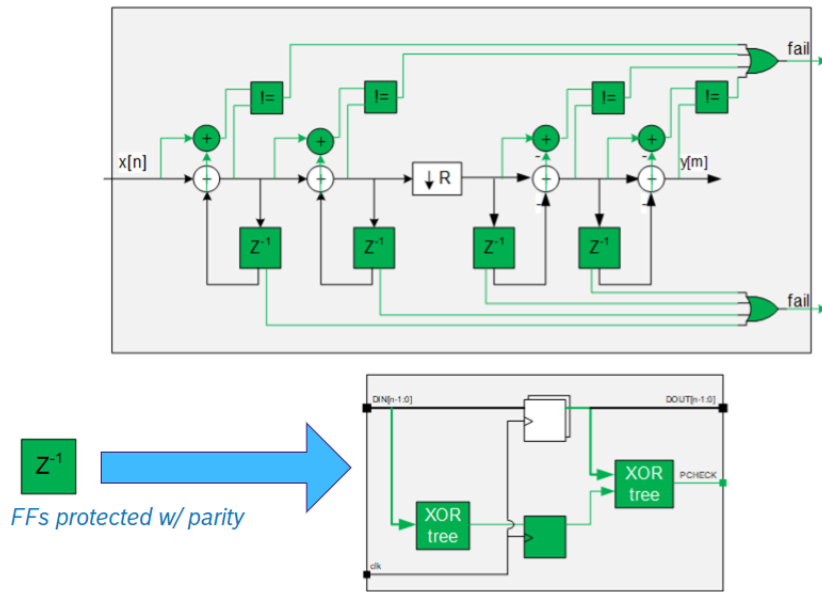 fail
!=
!=
!=
!=
+
+
+
+
x[n]
+
+
↓ R
-
-
-
-
+
+
y[m]
Z⁻¹
Z⁻¹
Z⁻¹
Z⁻¹
fail
DIN[n-1:0]
DOUT[n-1:0]
Z⁻¹
XOR
tree
PCHECK
XOR
tree
FFs protected w/ parity
clk